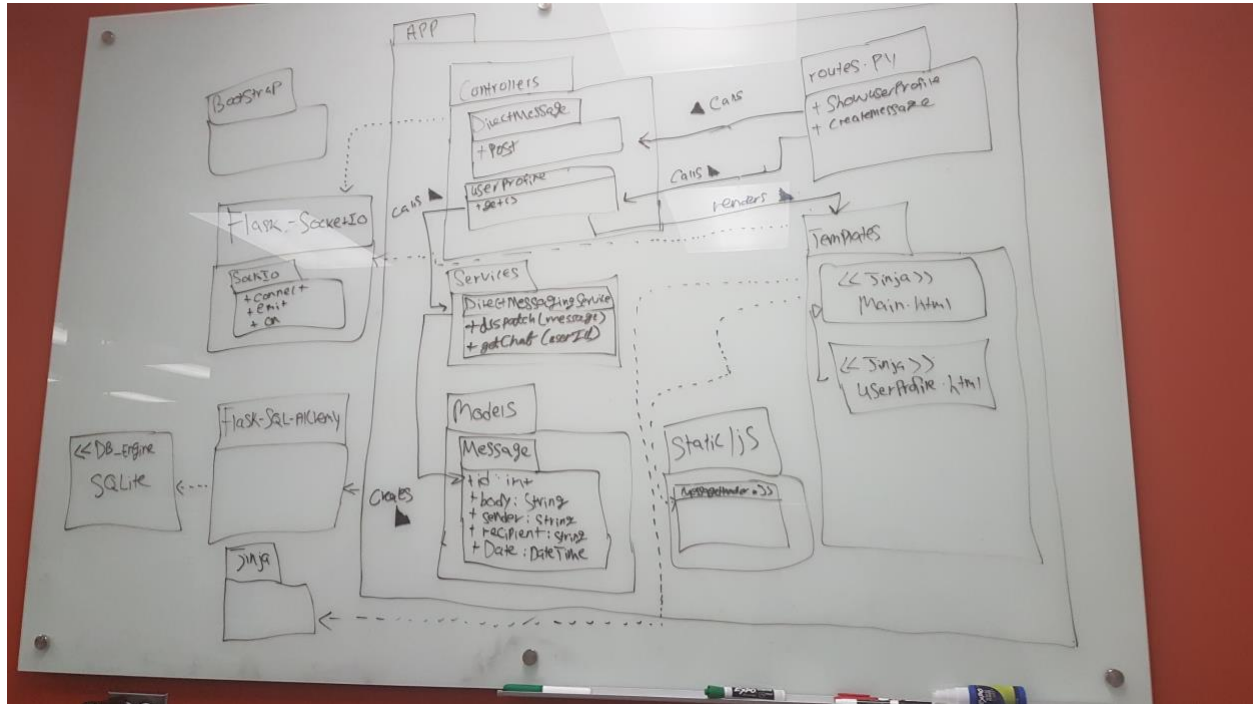 APP
Bootstrap
Controllers
DirectMessage
+ Post
UserProfile
routes.py
+ ShowUserProfile
+ createmessage
Calls
Calls
renders
calls
Flask-SocketIO
SockIO
+ connect
+ emit
+ on
Services
DirectMessagingService
+ dispatch(message)
+ getChat (userId)
Templates
<<Jinja>>
Main.html
<<Jinja>>
UserProfile.html
Flask-SQL-Alchemy
<<DB_Engine
SQLite
Models
Message
+ id : int
+ body : String
+ sender : String
+ recipient : string
+ Date : DateTime
Creates
Static/js
Jinja
EXPO